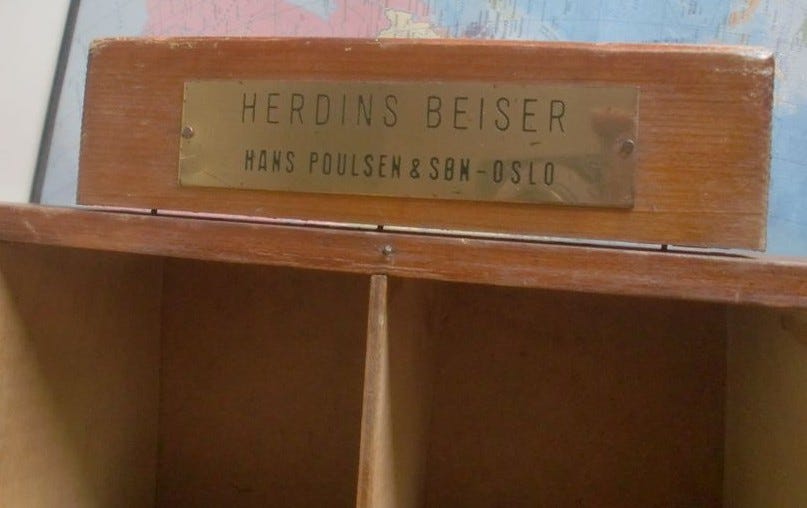 HERDINS BEISER
HANS POULSEN & SØN - OSLO